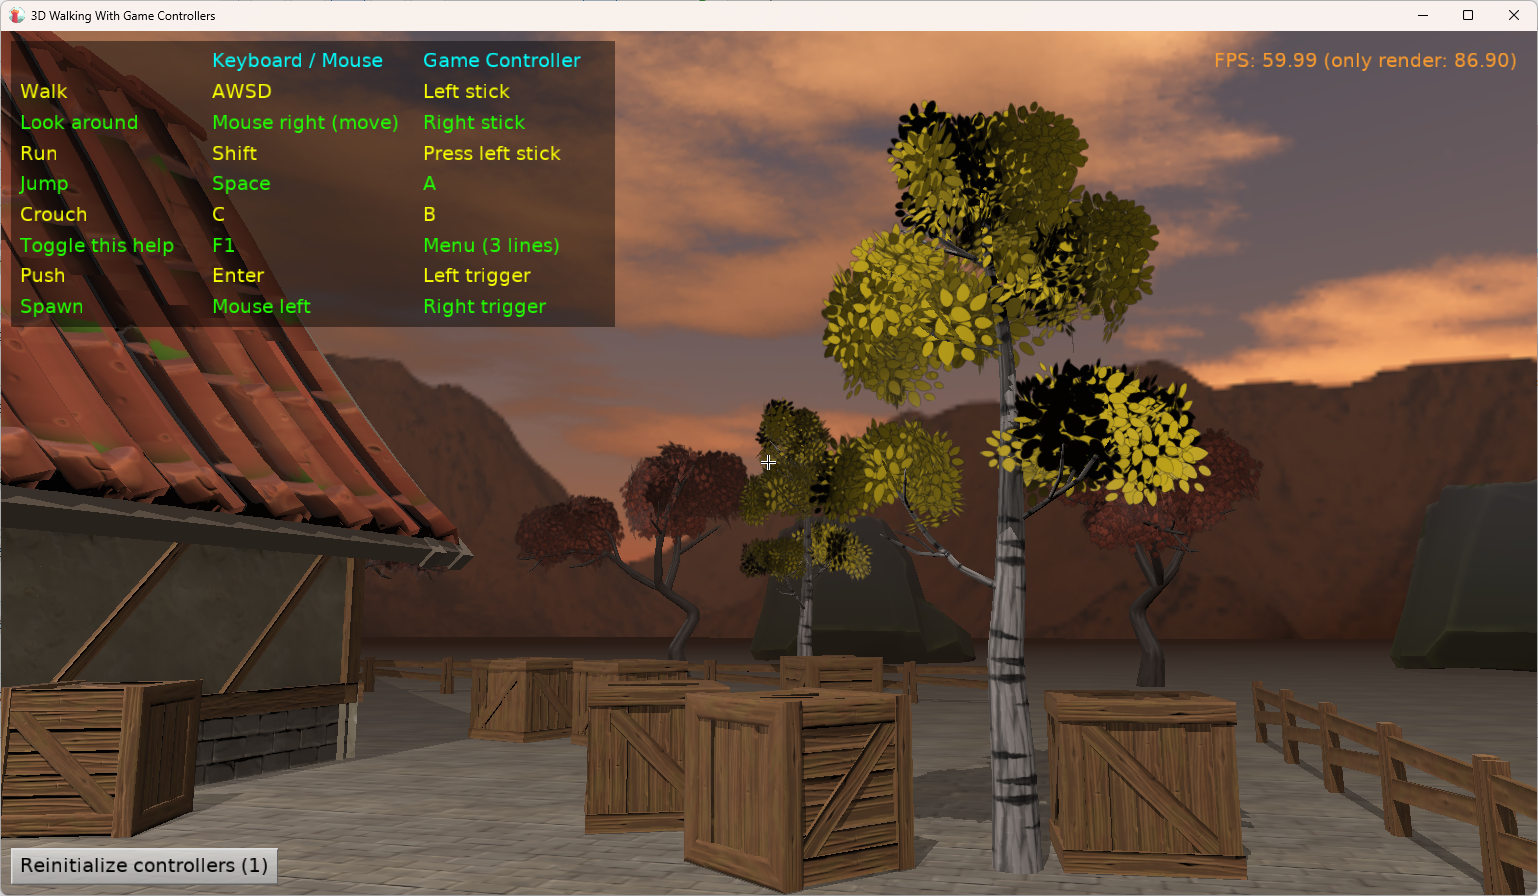 3D Walking With Game Controllers
Keyboard / Mouse Game Controller
FPS: 59.99 (only render: 86.90)
Walk AWSD Left stick
Look around Mouse right (move) Right stick
Run Shift Press left stick
Jump Space A
Crouch C B
Toggle this help F1 Menu (3 lines)
Push Enter Left trigger
Spawn Mouse left Right trigger
Reinitialize controllers (1)